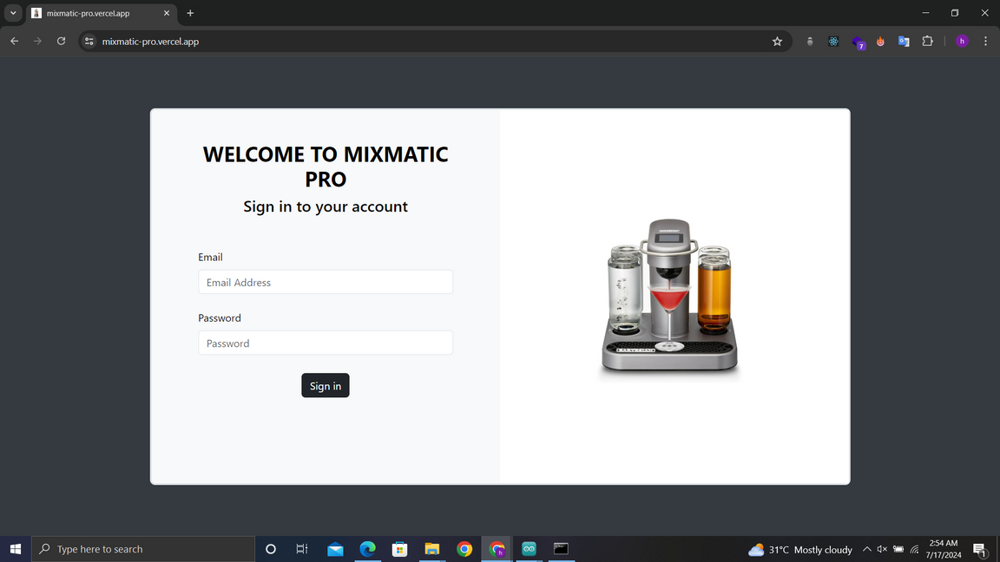 mixmatic-pro.vercel.app
mixmatic-pro.vercel.app
7
h
WELCOME TO MIXMATIC
PRO
Sign in to your account
Email
Email Address
Password
Password
Sign in
Type here to search
h
31°C Mostly cloudy
2:54 AM
7/17/2024
1